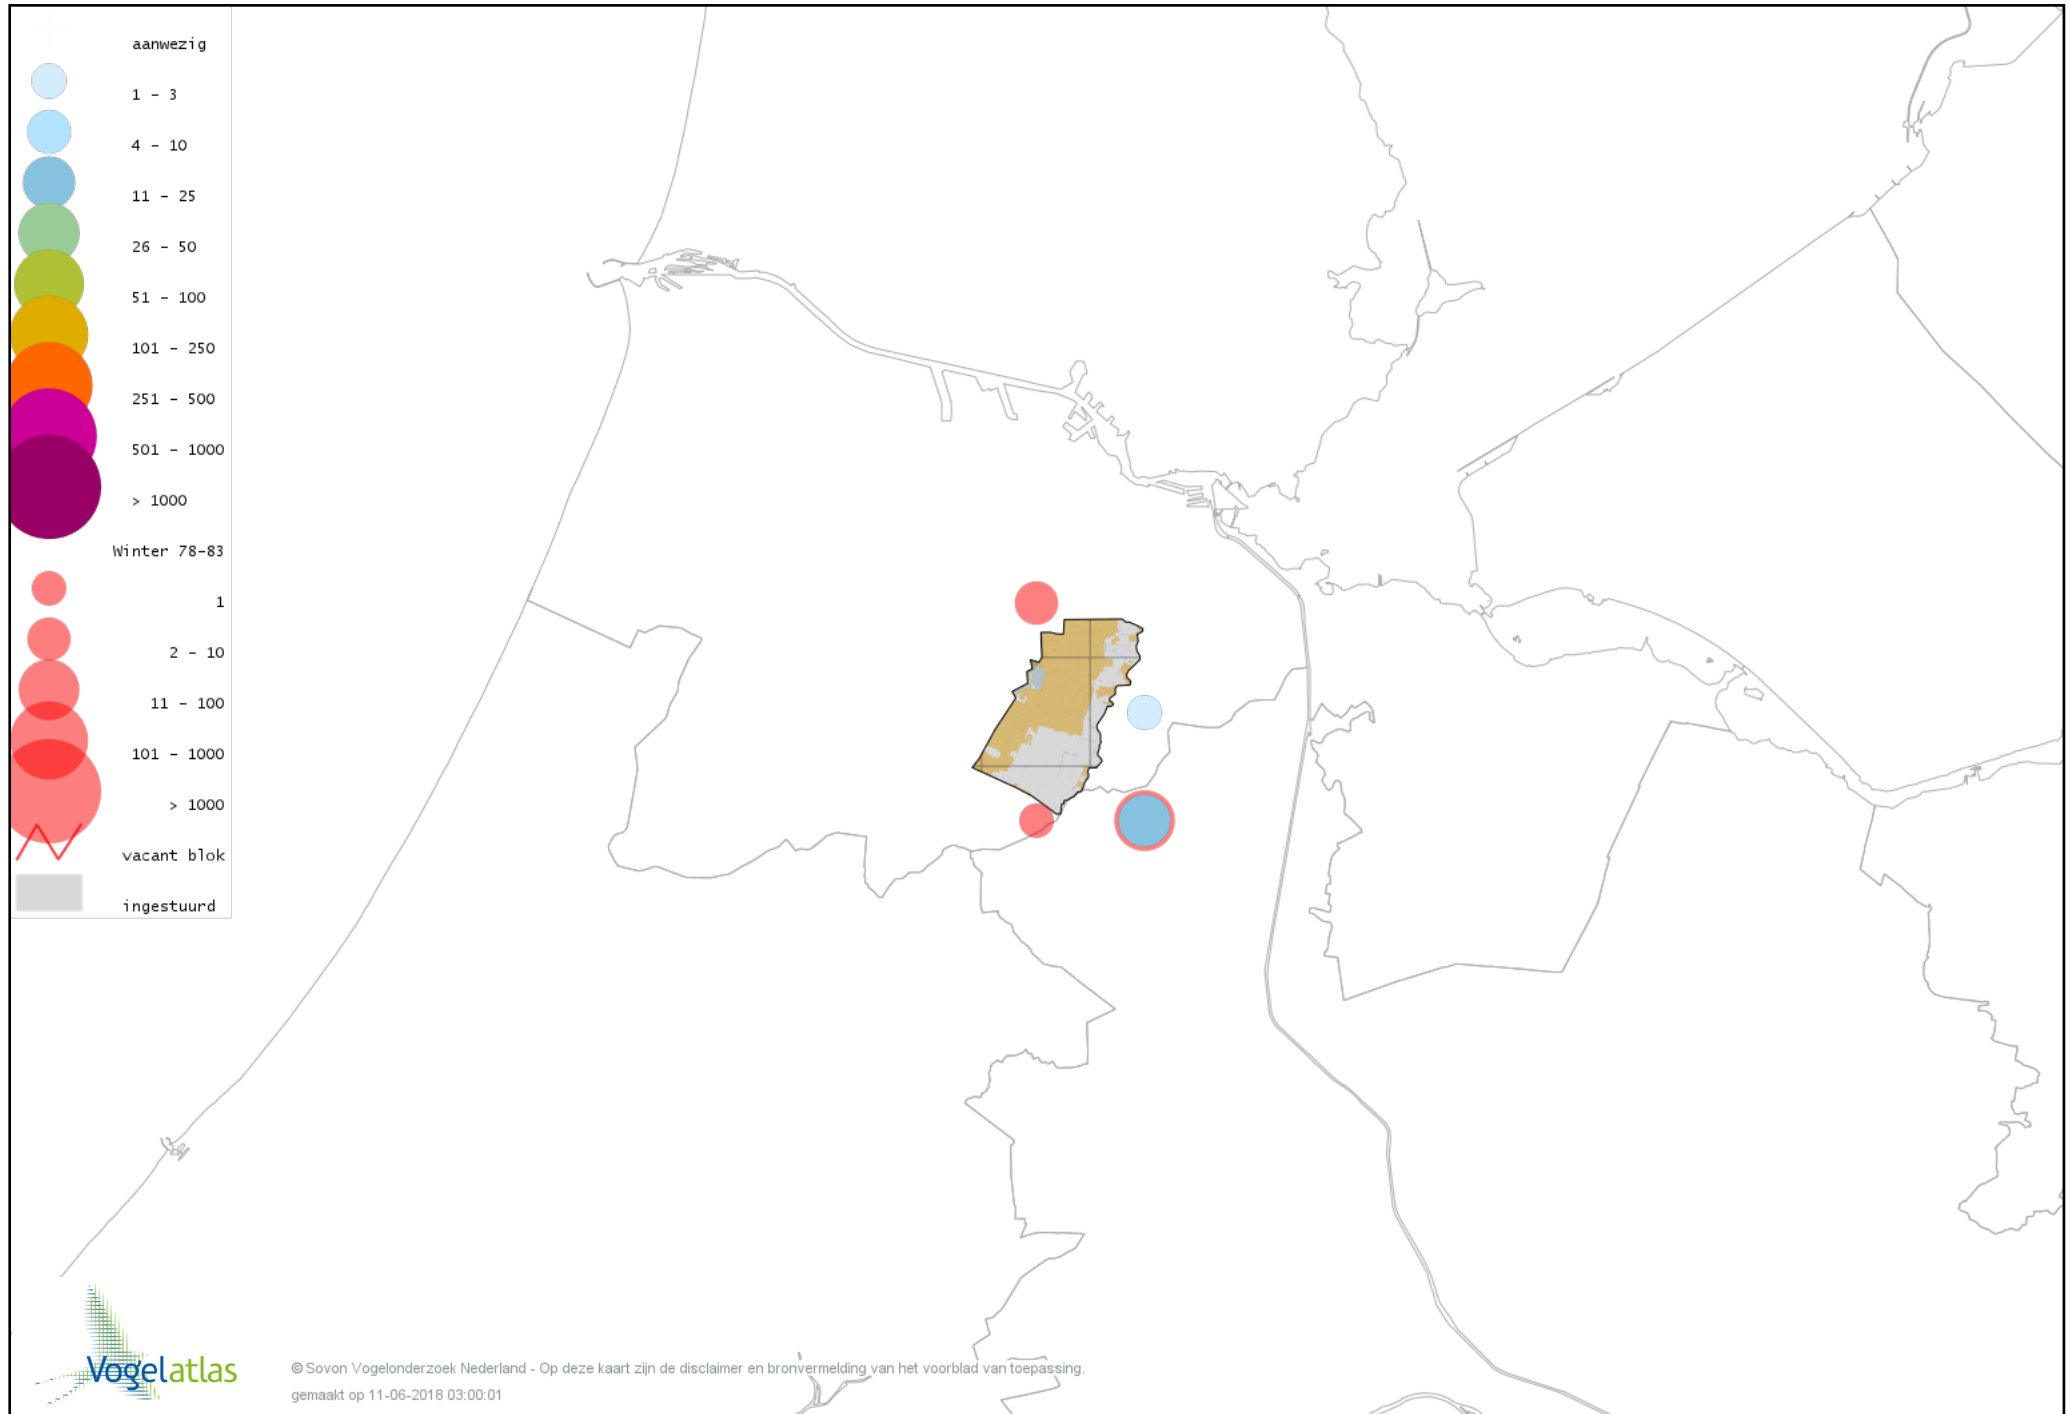 aanwezig
1 - 3
4 - 10
11 - 25
26 - 50
51 - 100
101 - 250
251 - 500
501 - 1000
> 1000
Winter 78-83
1
2 - 10
11 - 100
101 - 1000
> 1000
vacant blok
ingestuurd
Vogelatlas
© Sovon Vogelonderzoek Nederland - Op deze kaart zijn de disclaimer en bronvermelding van het voorblad van toepassing.
gemaakt op 11-06-2018 03:00:01